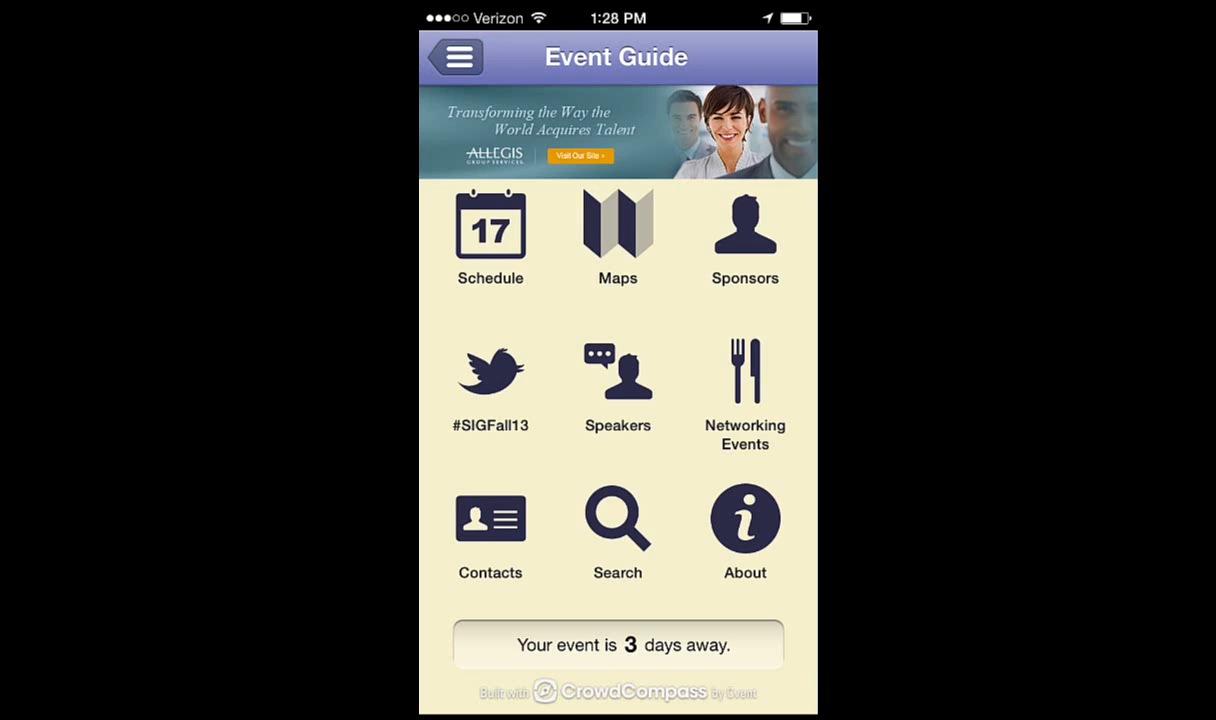 Verizon 1:28 PM
Event Guide
Transforming the Way the
World Acquires Talent
ALLEGIS
GROUP SERVICES
Visit Our Site »
17
Schedule Maps Sponsors
#SIGFall13 Speakers Networking
Events
Contacts Search About
Your event is 3 days away.
Built with CrowdCompass by Cvent